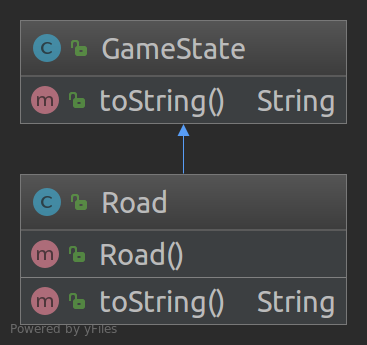 C GameState
m toString() String
C Road
m Road()
m toString() String
Powered by yFiles